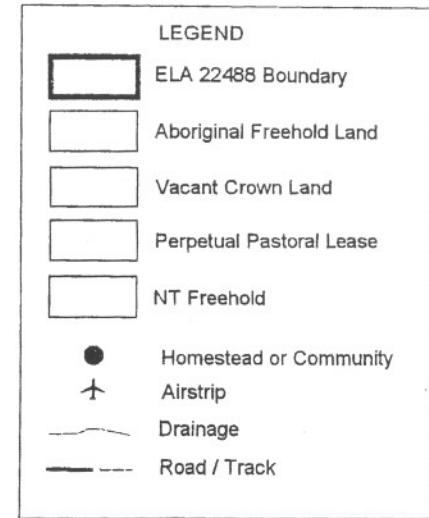 LEGEND
ELA 22488 Boundary
Aboriginal Freehold Land
Vacant Crown Land
Perpetual Pastoral Lease
NT Freehold
Homestead or Community
Airstrip
Drainage
Road / Track